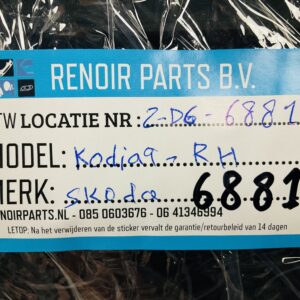 RENOIR PARTS B.V.
TW LOCATIE NR : 2-D6-6881
MODEL: Kodiaq - RH
MERK: Skoda 6881
NOIRPARTS.NL - 085 0603676 - 06 41346994
LETOP: Na het verwijderen van de sticker vervalt de garantie/retourbeleid van 14 dagen